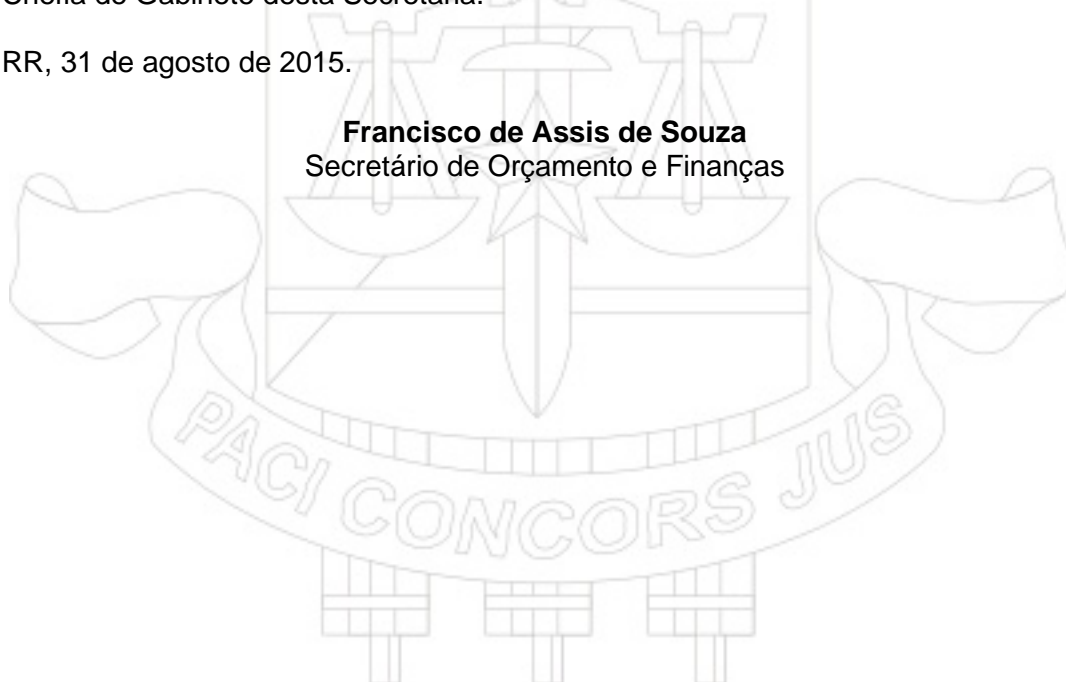 Chefia de Gabinete desta Secretaria.
RR, 31 de agosto de 2015.
Francisco de Assis de Souza
Secretário de Orçamento e Finanças
PACI CONCORS JUS